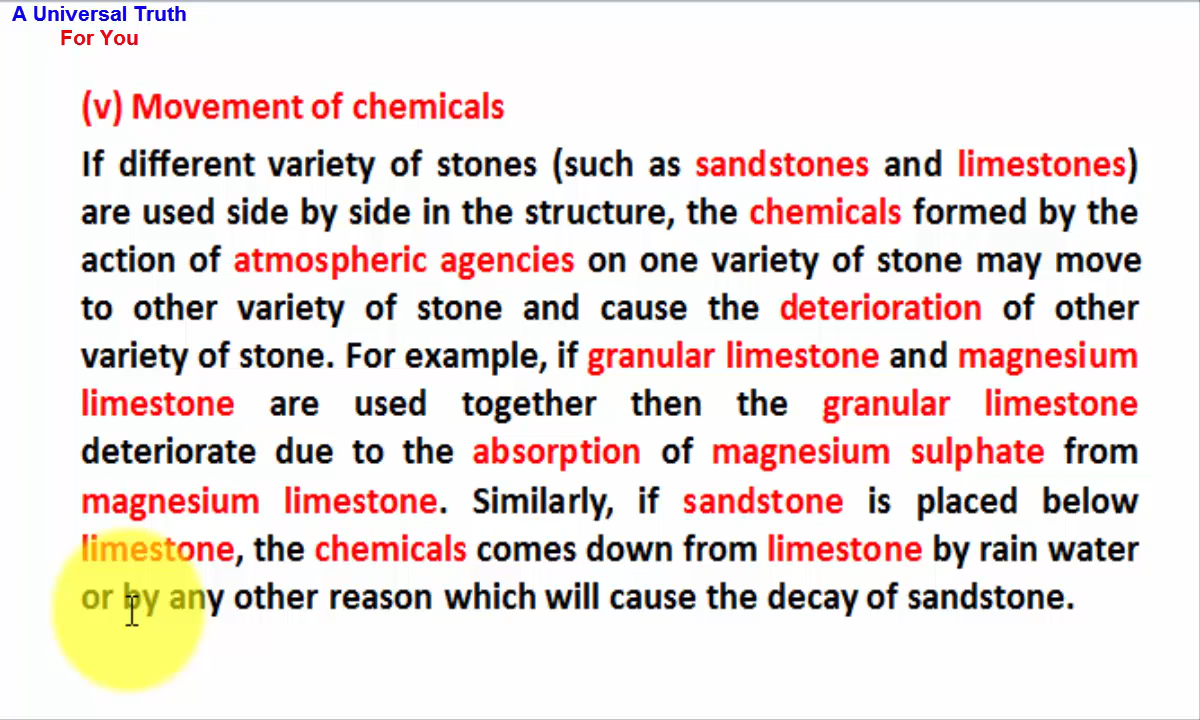 A Universal Truth
For You
(v) Movement of chemicals
If different variety of stones (such as sandstones and limestones)
are used side by side in the structure, the chemicals formed by the
action of atmospheric agencies on one variety of stone may move
to other variety of stone and cause the deterioration of other
variety of stone. For example, if granular limestone and magnesium
limestone are used together then the granular limestone
deteriorate due to the absorption of magnesium sulphate from
magnesium limestone. Similarly, if sandstone is placed below
limestone, the chemicals comes down from limestone by rain water
or by any other reason which will cause the decay of sandstone.